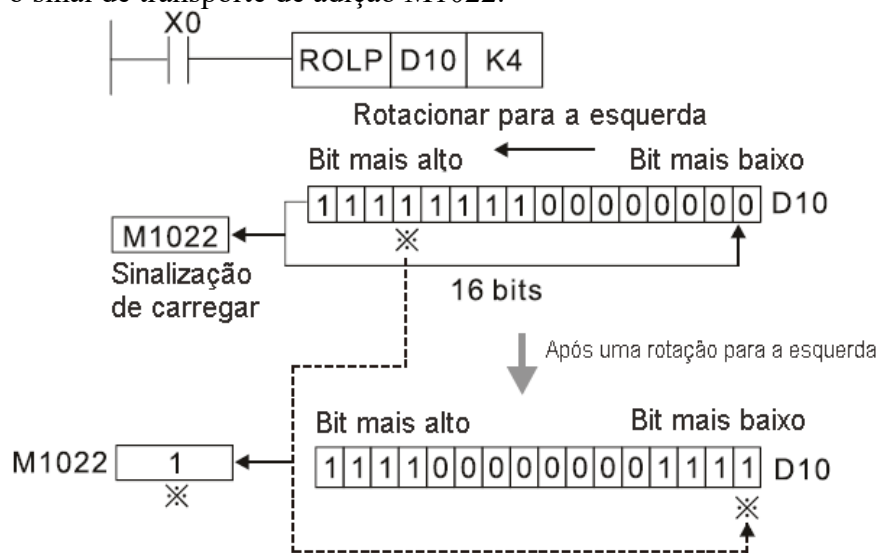 o sinal de transporte de adição M1022.
X0
ROLP D10 K4
Rotacionar para a esquerda
Bit mais alto Bit mais baixo
1 1 1 1 1 1 1 1 0 0 0 0 0 0 0 0 D10
M1022 ※
Sinalização
de carregar
16 bits
Após uma rotação para a esquerda
Bit mais alto Bit mais baixo
M1022 1 1 1 1 1 0 0 0 0 0 0 0 0 1 1 1 1 D10
※ ※